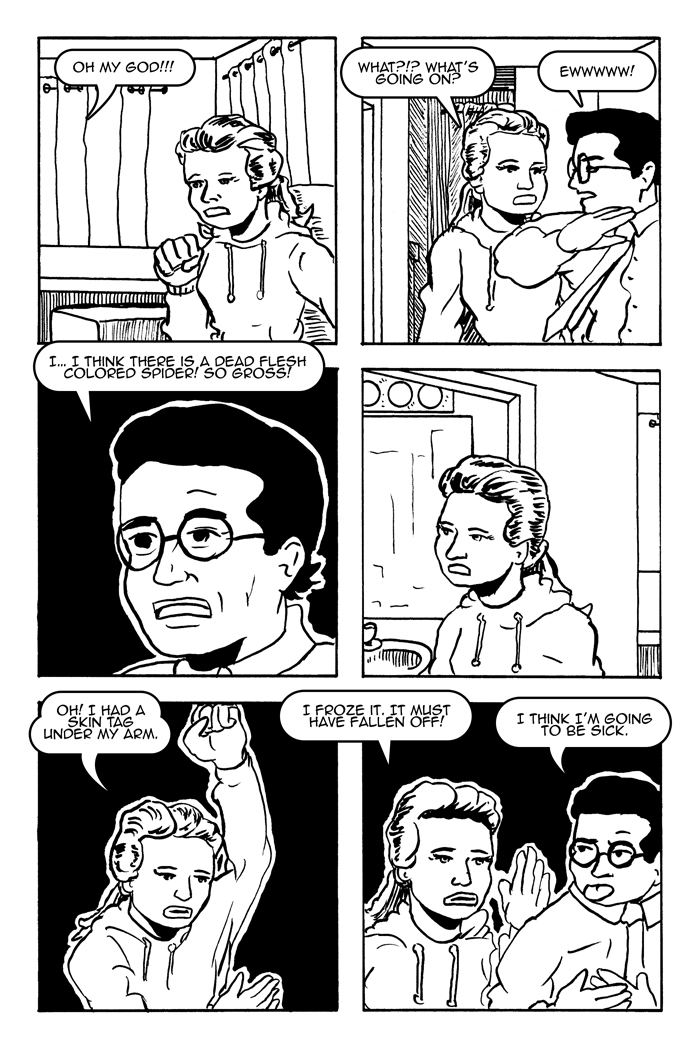 OH MY GOD!!!
WHAT?!? WHAT'S
GOING ON?
EWWWWW!
I... I THINK THERE IS A DEAD FLESH
COLORED SPIDER! SO GROSS!
OH! I HAD A
SKIN TAG
UNDER MY ARM.
I FROZE IT. IT MUST
HAVE FALLEN OFF!
I THINK I'M GOING
TO BE SICK.